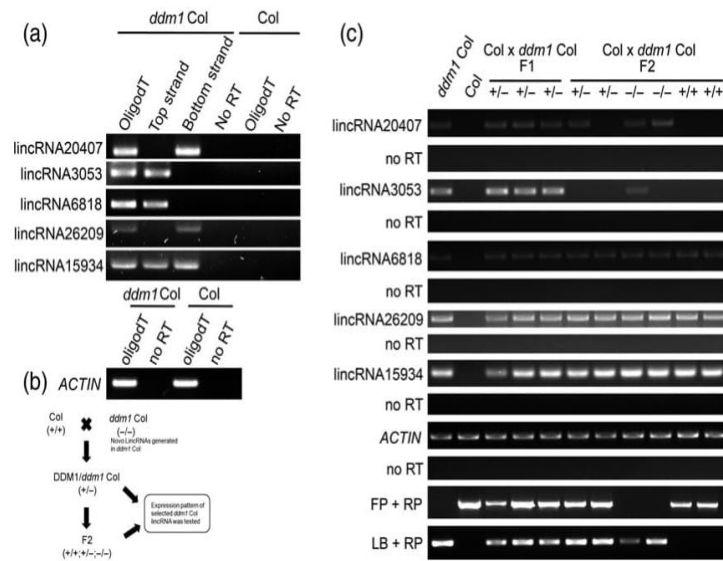 (a)
ddm1 Col Col
OligodT Top strand Bottom strand No RT OligodT No RT
lincRNA20407
lincRNA3053
lincRNA6818
lincRNA26209
lincRNA15934
ddm1 Col Col
oligodT no RT oligodT no RT
(b)
ACTIN
Col ddm1 Col
(+/+) (–/–)
Novo LincRNAs generated
in ddm1 Col
DDM1/ddm1 Col
(+/–)
Expression pattern of
selected ddm1 Col
lincRNA was tested
F2
(+/+;+/–;–/–)
(c)
ddm1 Col Col Col x ddm1 Col Col x ddm1 Col
F1 F2
+/– +/– +/– +/– +/– –/– –/– +/+ +/+
lincRNA20407
no RT
lincRNA3053
no RT
lincRNA6818
no RT
lincRNA26209
no RT
lincRNA15934
no RT
ACTIN
no RT
FP + RP
LB + RP